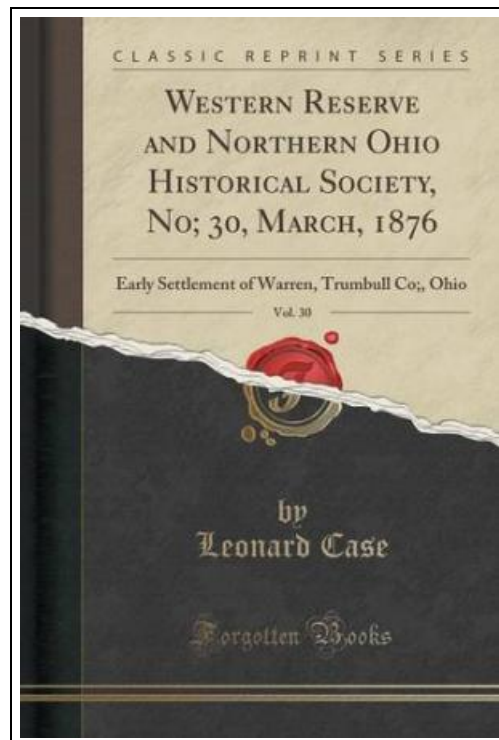 CLASSIC REPRINT SERIES
WESTERN RESERVE
AND NORTHERN OHIO
HISTORICAL SOCIETY,
NO; 30, MARCH, 1876
Early Settlement of Warren, Trumbull Co;, Ohio
Vol. 30
F
by
Leonard Case
Forgotten Books